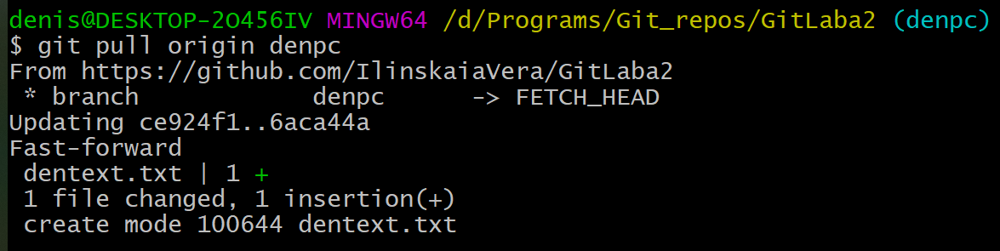 denis@DESKTOP-2O456IV MINGW64 /d/Programs/Git_repos/GitLaba2 (denpc)
$ git pull origin denpc
From https://github.com/IlinskaiaVera/GitLaba2
 * branch            denpc      -> FETCH_HEAD
Updating ce924f1..6aca44a
Fast-forward
 dentext.txt | 1 +
 1 file changed, 1 insertion(+)
 create mode 100644 dentext.txt